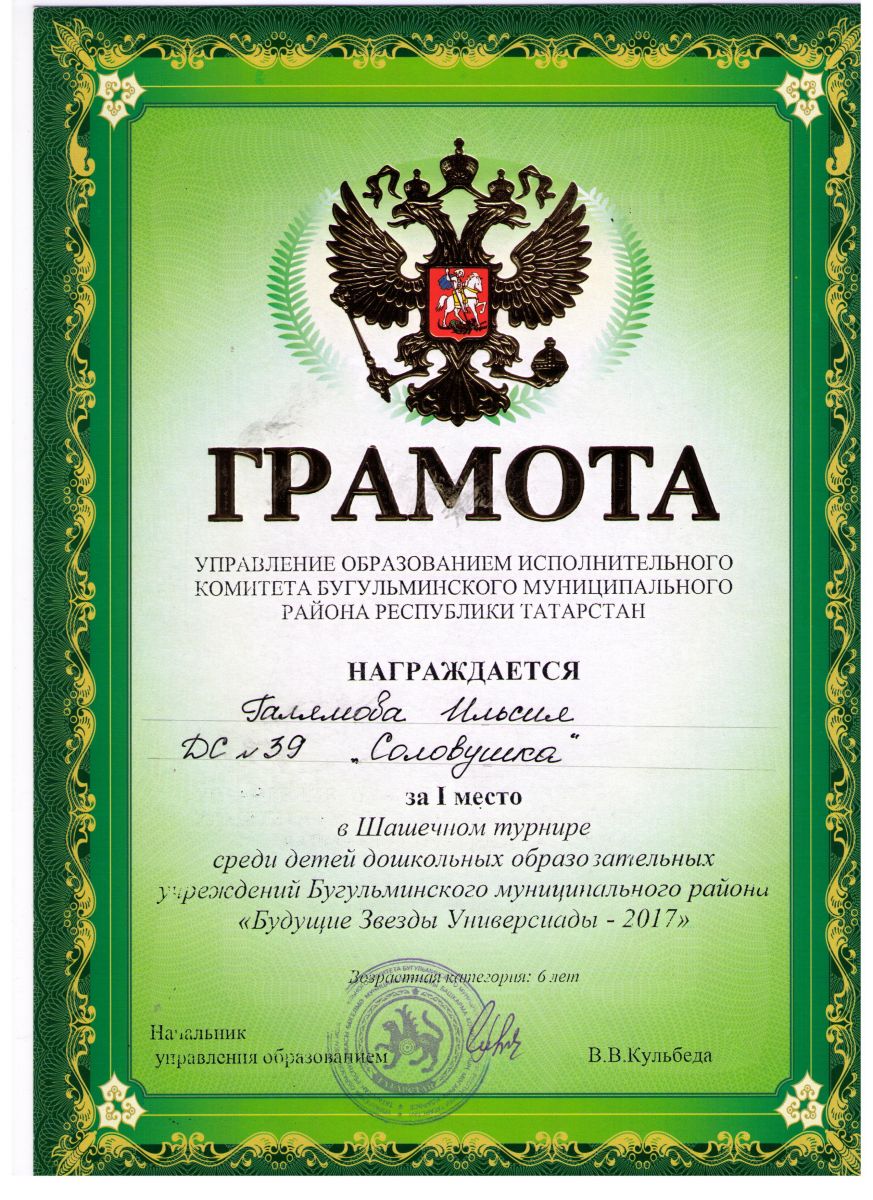 ГРАМОТА
УПРАВЛЕНИЕ ОБРАЗОВАНИЕМ ИСПОЛНИТЕЛЬНОГО
КОМИТЕТА БУГУЛЬМИНСКОГО МУНИЦИПАЛЬНОГО
РАЙОНА РЕСПУБЛИКИ ТАТАРСТАН
НАГРАЖДАЕТСЯ
Галямова Ильсия
ДС № 39 „Соловушка"
за I место
в Шашечном турнире
среди детей дошкольных образовательных
учреждений Бугульминского муниципального района
«Будущие Звезды Универсиады - 2017»
Возрастная категория: 6 лет
Начальник
управления образованием В.В.Кульбеда
ТАТАРСТАН